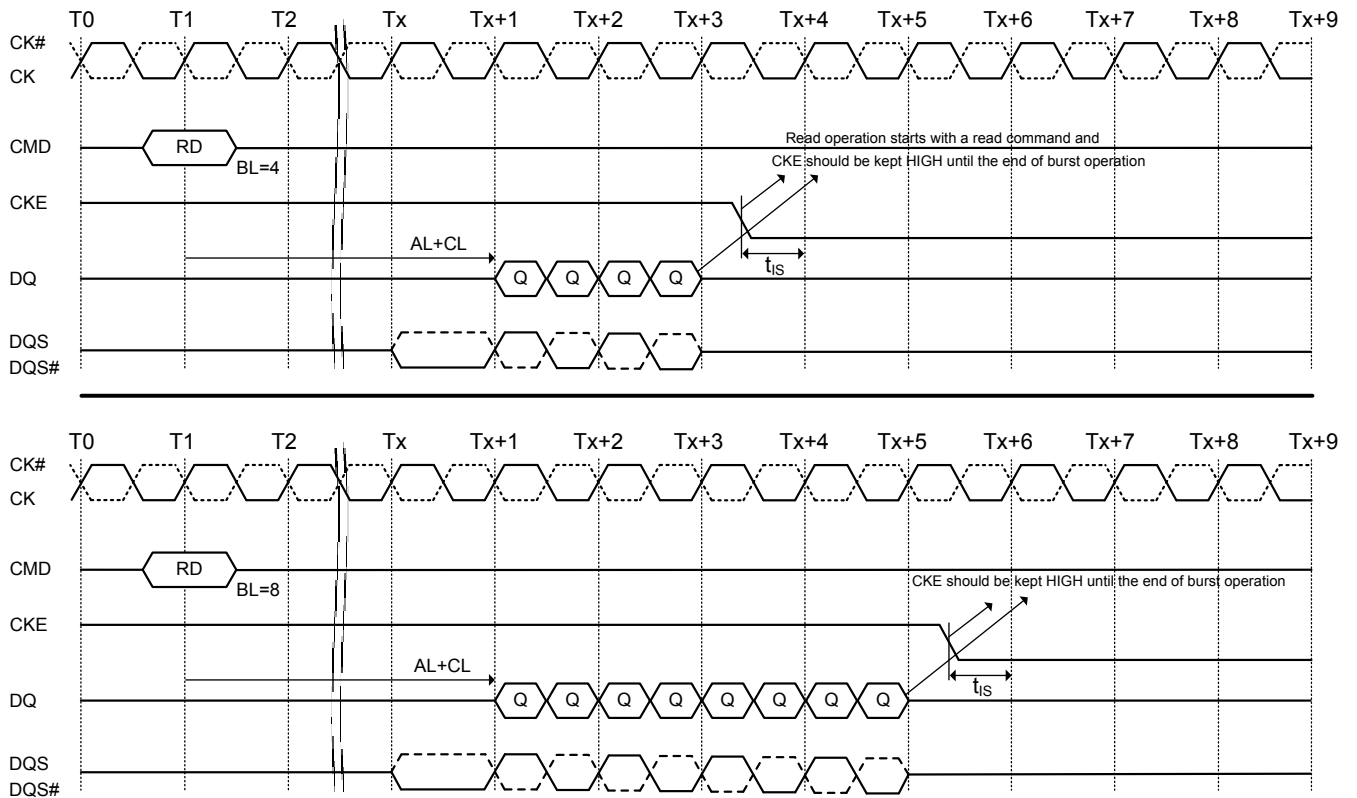 T0 T1 T2 Tx Tx+1 Tx+2 Tx+3 Tx+4 Tx+5 Tx+6 Tx+7 Tx+8 Tx+9
CK#
CK
Read operation starts with a read command and
CMD RD
BL=4
CKE should be kept HIGH until the end of burst operation
CKE
AL+CL
tIS
DQ Q Q Q Q
DQS
DQS#
T0 T1 T2 Tx Tx+1 Tx+2 Tx+3 Tx+4 Tx+5 Tx+6 Tx+7 Tx+8 Tx+9
CK#
CK
CMD RD
BL=8
CKE should be kept HIGH until the end of burst operation
CKE
AL+CL
tIS
DQ Q Q Q Q Q Q Q Q
DQS
DQS#